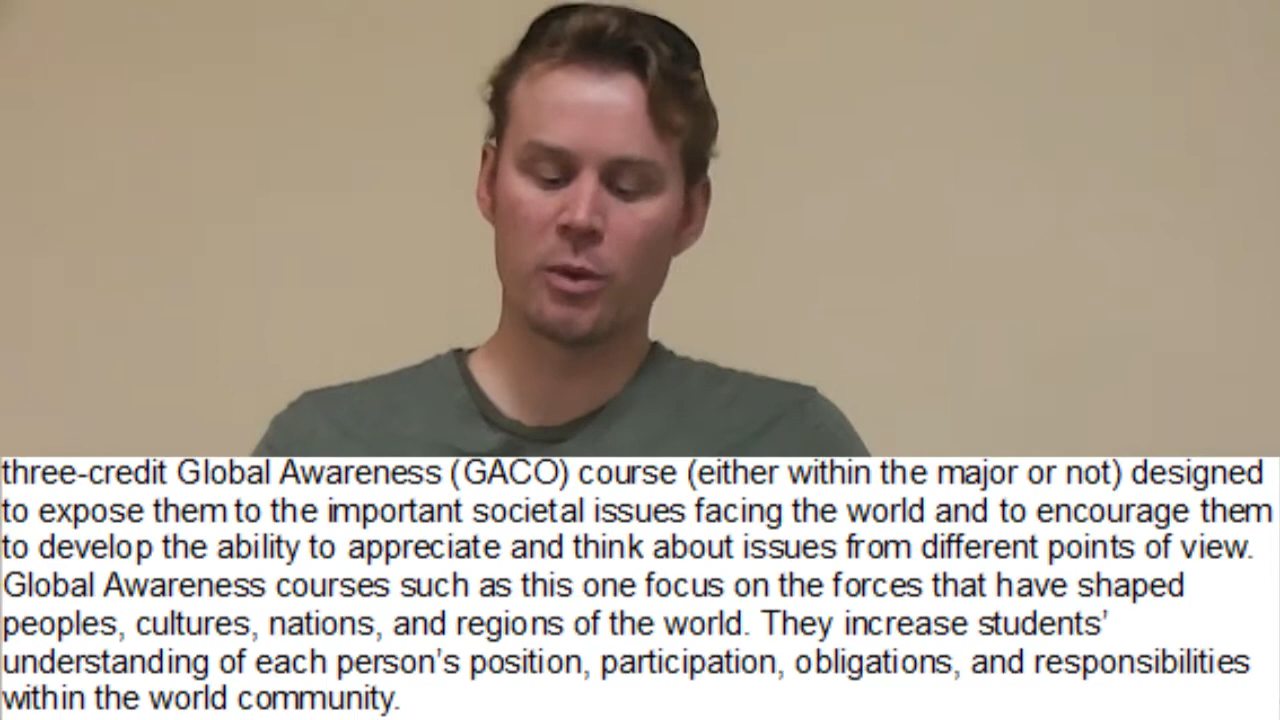 three-credit Global Awareness (GACO) course (either within the major or not) designed
to expose them to the important societal issues facing the world and to encourage them
to develop the ability to appreciate and think about issues from different points of view.
Global Awareness courses such as this one focus on the forces that have shaped
peoples, cultures, nations, and regions of the world. They increase students’
understanding of each person's position, participation, obligations, and responsibilities
within the world community.